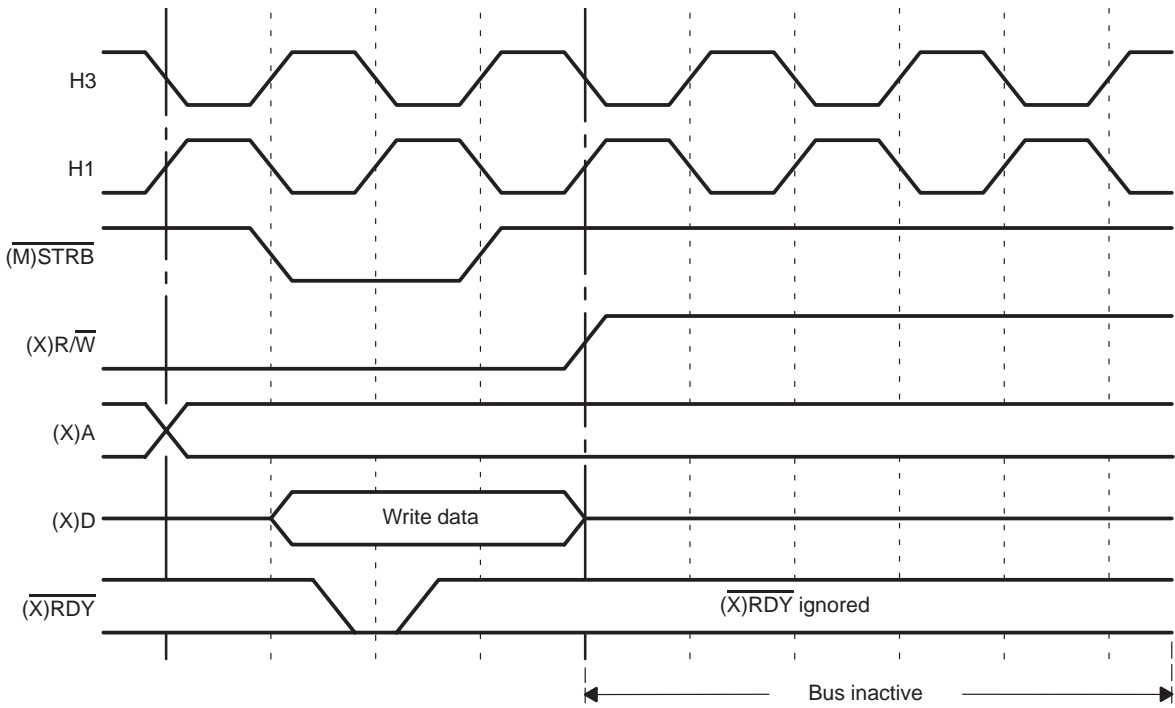 H3
H1
(M)STRB
(X)R/W
(X)A
(X)D
Write data
(X)RDY
(X)RDY ignored
Bus inactive